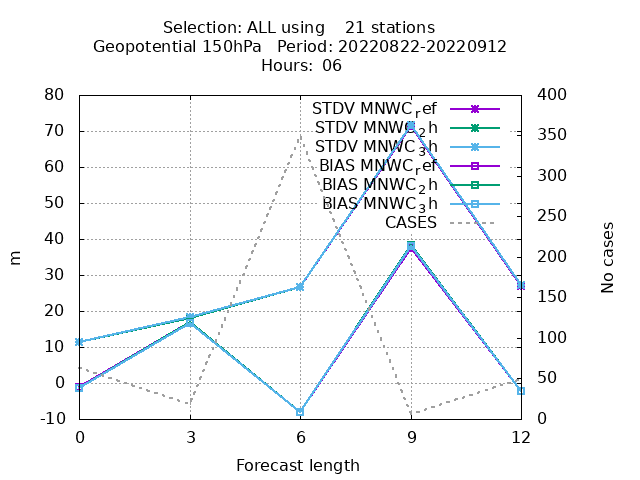 Selection: ALL using    21 stations
Geopotential 150hPa   Period: 20220822-20220912
Hours: 06
80
70
60
50
40
30
20
10
0
-10
400
350
300
250
200
150
100
50
0
STDV MNWC_ref
STDV MNWC_2h
STDV MNWC_3h
BIAS MNWC_ref
BIAS MNWC_2h
BIAS MNWC_3h
CASES
m
No cases
0 3 6 9 12
Forecast length